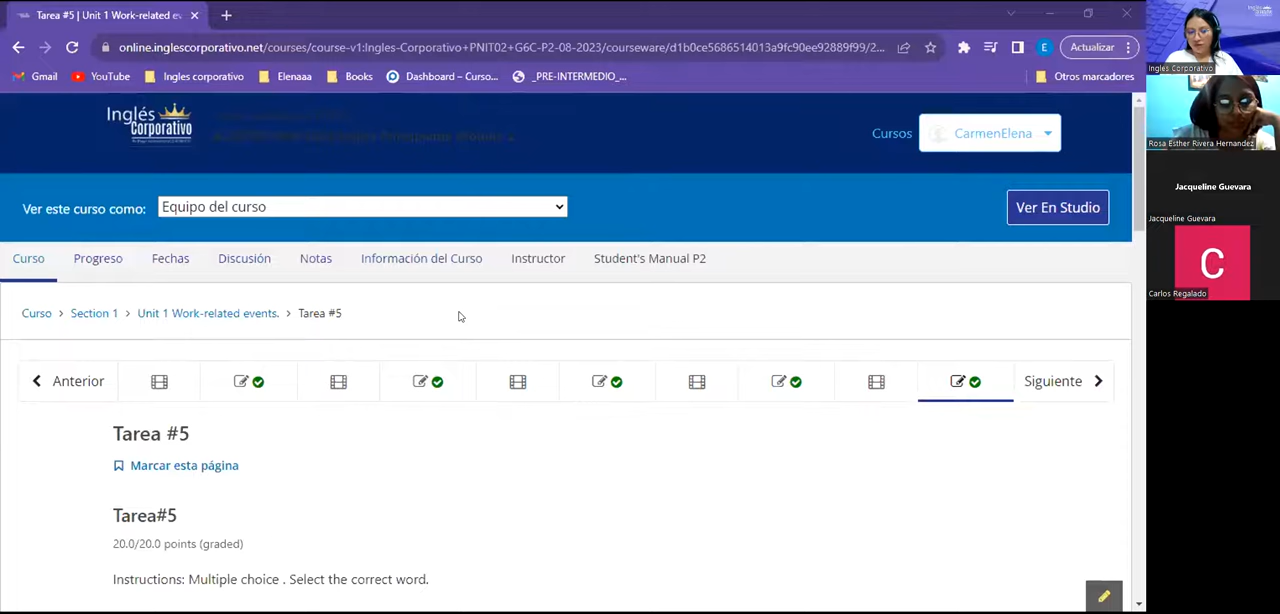 Tarea #5 | Unit 1 Work-related ev
online.inglescorporativo.net/courses/course-v1:Ingles-Corporativo+PNIT02+G6C-P2-08-2023/courseware/d1b0ce5686514013a9fc90ee92889f99/2...
E
Actualizar
Gmail
YouTube
Ingles corporativo
Elenaaa
Books
Dashboard – Curso...
_PRE-INTERMEDIO_...
Otros marcadores
Inglés
Corporativo
Cursos
CarmenElena
Ver este curso como:
Equipo del curso
Ver En Studio
Curso
Progreso
Fechas
Discusión
Notas
Información del Curso
Instructor
Student's Manual P2
Curso > Section 1 > Unit 1 Work-related events. > Tarea #5
Anterior
Siguiente
Tarea #5
Marcar esta página
Tarea#5
20.0/20.0 points (graded)
Instructions: Multiple choice . Select the correct word.
Ingles Corporativo
Rosa Esther Rivera Hernandez
Jacqueline Guevara
Jacqueline Guevara
C
Carlos Regalado